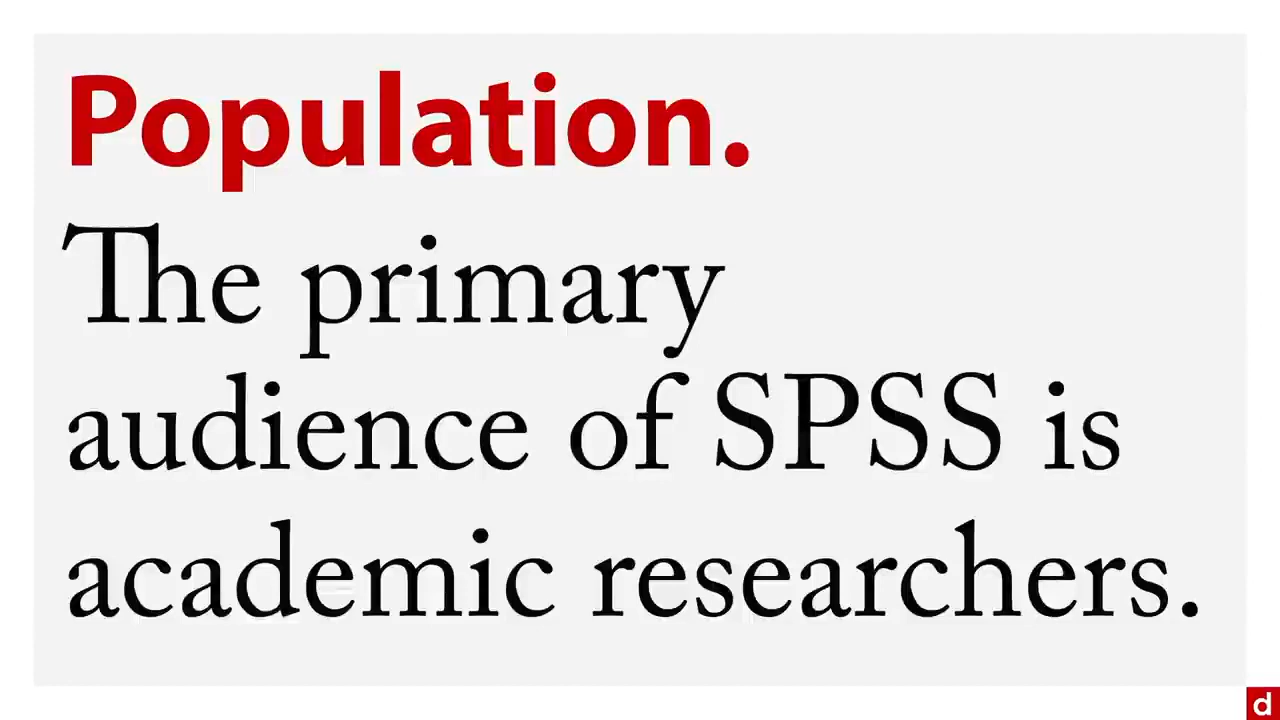 Population.
The primary
audience of SPSS is
academic researchers.
d